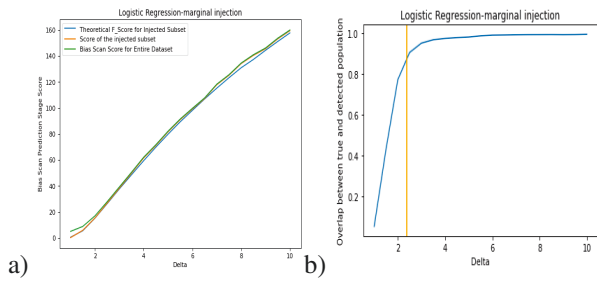 Logistic Regression-marginal injection
Theoretical F_Score for Injected Subset
Score of the injected subset
Bias Scan Score for Entire Dataset
Bias Scan Prediction Stage Score
160
140
120
100
80
60
40
20
0
2
4
6
8
10
Delta
a)
Logistic Regression-marginal injection
Overlap between true and detected population
1.0
0.8
0.6
0.4
0.2
0
2
4
6
8
10
Delta
b)